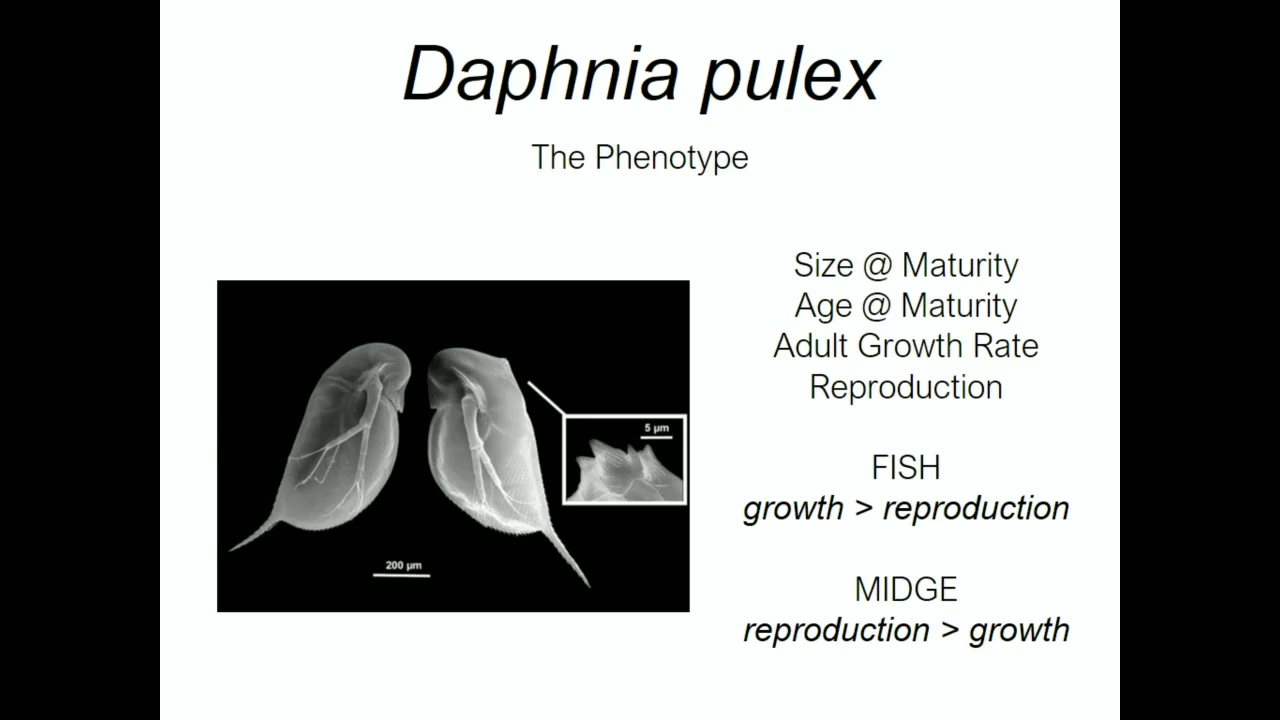 Daphnia pulex
The Phenotype
Size @ Maturity
Age @ Maturity
Adult Growth Rate
Reproduction
5 µm
200 µm
FISH
growth > reproduction
MIDGE
reproduction > growth